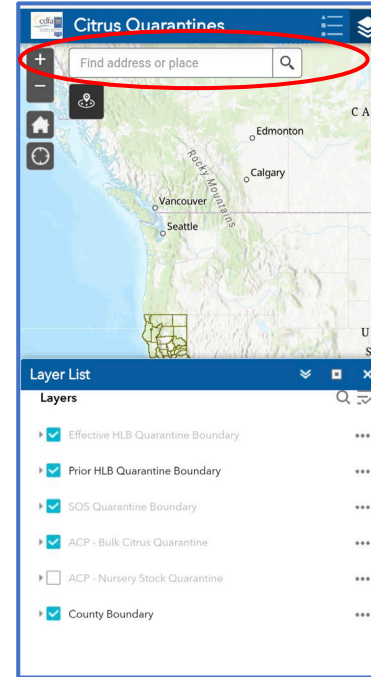 cdfa
Citrus Quarantines
Find address or place
C A
Edmonton
Rocky Mountains
Calgary
Vancouver
Seattle
U
S
Layer List
Layers
Effective HLB Quarantine Boundary
Prior HLB Quarantine Boundary
SOS Quarantine Boundary
ACP - Bulk Citrus Quarantine
ACP - Nursery Stock Quarantine
County Boundary